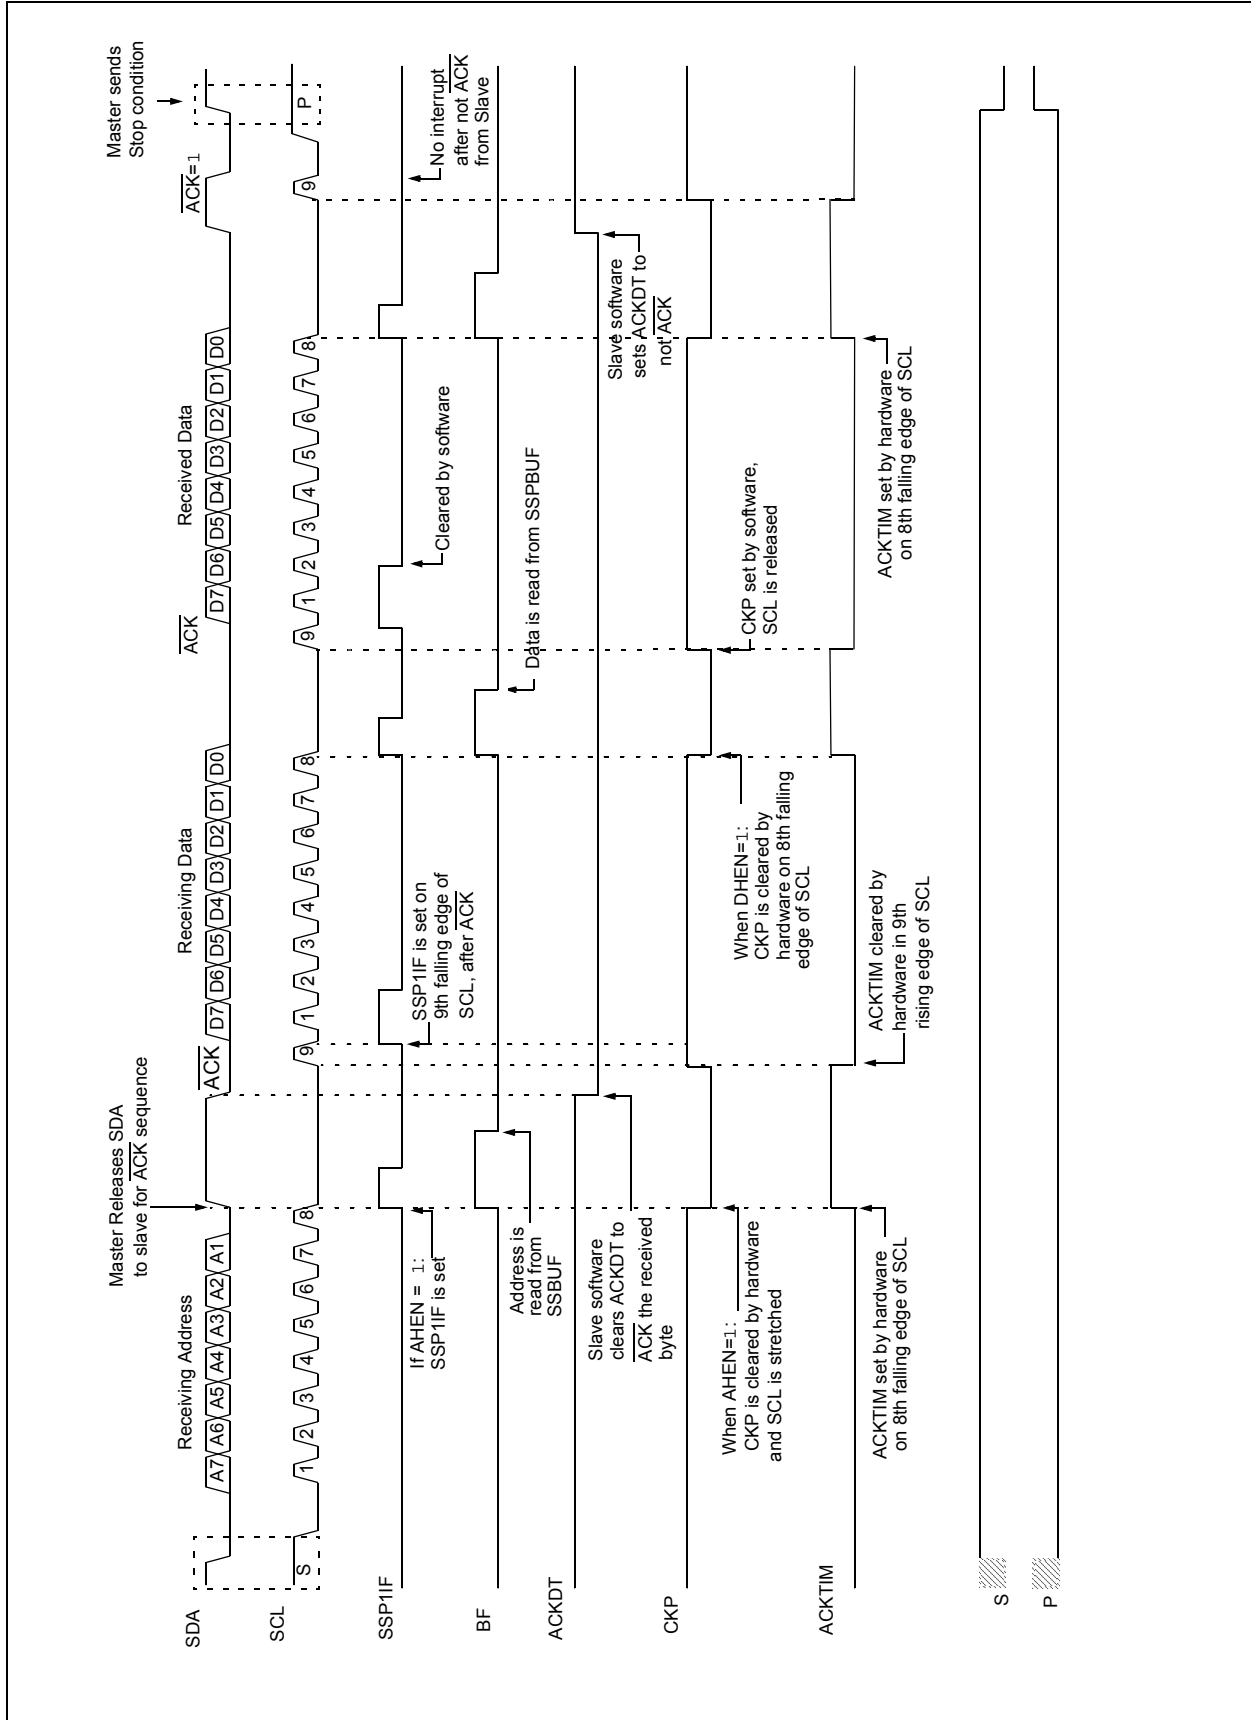 Master Releases SDA
to slave for ACK sequence
Master sends
Stop condition
Receiving Address
ACK
Receiving Data
ACK
Received Data
ACK=1
SDA
A7 A6 A5 A4 A3 A2 A1
D7 D6 D5 D4 D3 D2 D1 D0
D7 D6 D5 D4 D3 D2 D1 D0
SCL
S
1 2 3 4 5 6 7 8 9
1 2 3 4 5 6 7 8 9
1 2 3 4 5 6 7 8 9
P
SSP1IF
If AHEN = 1:
SSP1IF is set
SSP1IF is set on
9th falling edge of
SCL, after ACK
Cleared by software
No interrupt
after not ACK
from Slave
BF
Address is
read from
SSBUF
Data is read from SSPBUF
ACKDT
Slave software
clears ACKDT to
ACK the received
byte
Slave software
sets ACKDT to
not ACK
CKP
When AHEN=1:
CKP is cleared by hardware
and SCL is stretched
When DHEN=1:
CKP is cleared by
hardware on 8th falling
edge of SCL
CKP set by software,
SCL is released
ACKTIM
ACKTIM set by hardware
on 8th falling edge of SCL
ACKTIM cleared by
hardware in 9th
rising edge of SCL
ACKTIM set by hardware
on 8th falling edge of SCL
S
P